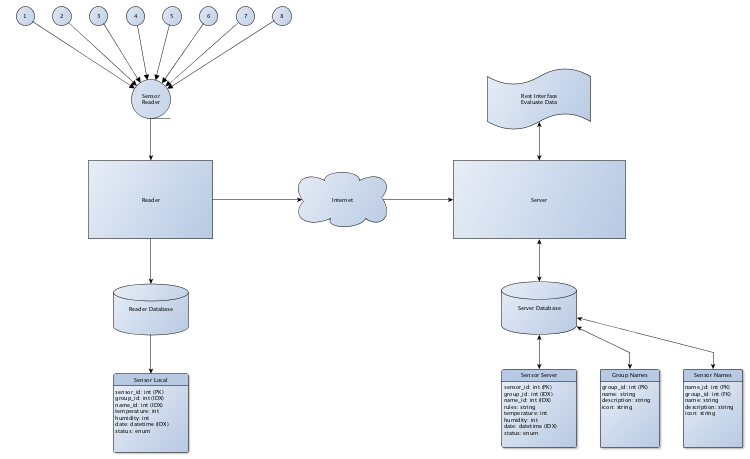 1 2 3 4 5 6 7 8
Sensor
Reader
Rest Interface
Evaluate Data
Reader
Internet
Server
Reader Database
Server Database
Sensor Local
sensor_id: int (PK)
group_id: int (IDX)
name_id: int (IDX)
temperature: int
humidity: int
date: datetime (IDX)
status: enum
Sensor Server
sensor_id: int (PK)
group_id: int (IDX)
name_id: int (IDX)
rules: string
temperature: int
humidity: int
date: datetime (IDX)
status: enum
Group Names
group_id: int (PK)
name: string
description: string
icon: string
Sensor Names
name_id: int (PK)
group_id: int (FK)
name: string
description: string
icon: string